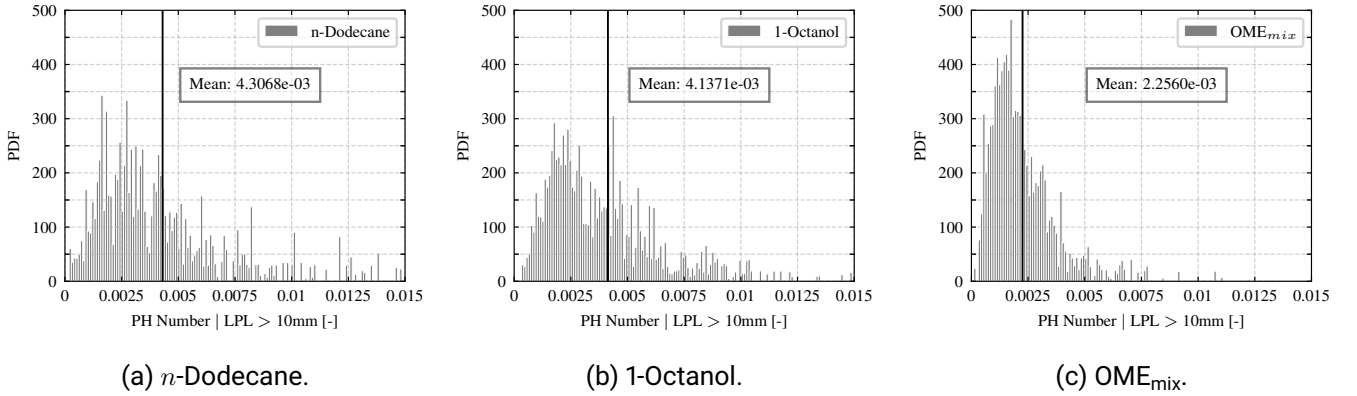 500
400
300
200
100
0
PDF
n-Dodecane
Mean: 4.3068e-03
0 0.0025 0.005 0.0075 0.01 0.0125 0.015
PH Number | LPL > 10mm [-]
(a) n-Dodecane.
500
400
300
200
100
0
PDF
1-Octanol
Mean: 4.1371e-03
0 0.0025 0.005 0.0075 0.01 0.0125 0.015
PH Number | LPL > 10mm [-]
(b) 1-Octanol.
500
400
300
200
100
0
PDF
OMEmix
Mean: 2.2560e-03
0 0.0025 0.005 0.0075 0.01 0.0125 0.015
PH Number | LPL > 10mm [-]
(c) OMEmix.